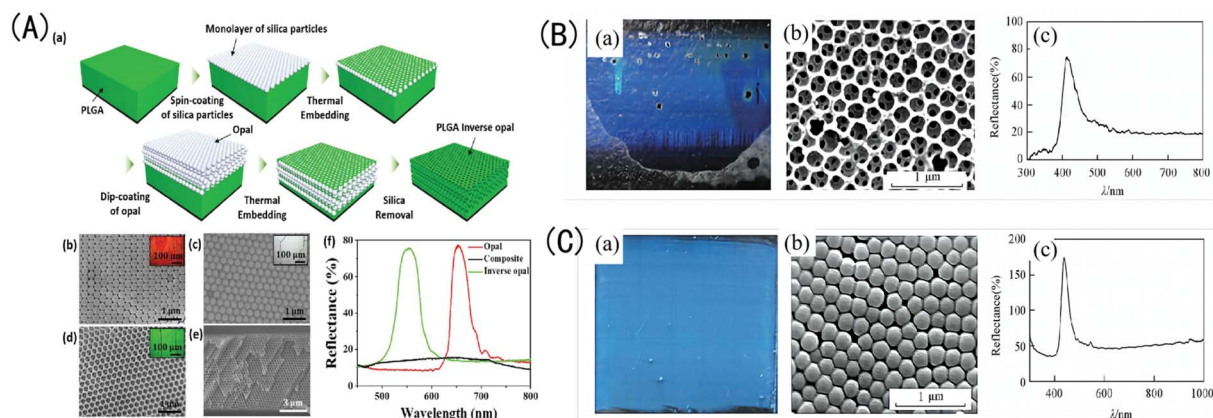 (A)
(a)
Monolayer of silica particles
PLGA
Spin-coating
of silica particles
Thermal
Embedding
Opal
PLGA Inverse opal
Dip-coating
of opal
Thermal
Embedding
Silica
Removal
(b)
100 μm
1 μm
(c)
100 μm
1 μm
(d)
100 μm
1 μm
(e)
3 μm
(f)
Reflectance (%)
80
60
40
20
0
Opal
Composite
Inverse opal
500
600
700
800
Wavelength (nm)
(B)
(a)
(b)
1 μm
(c)
Reflectance(%)
100
80
60
40
20
0
300 400 500 600 700 800
λ/nm
(C)
(a)
(b)
1 μm
(c)
Reflectance(%)
200
150
100
50
0
400
600
800
1000
λ/nm